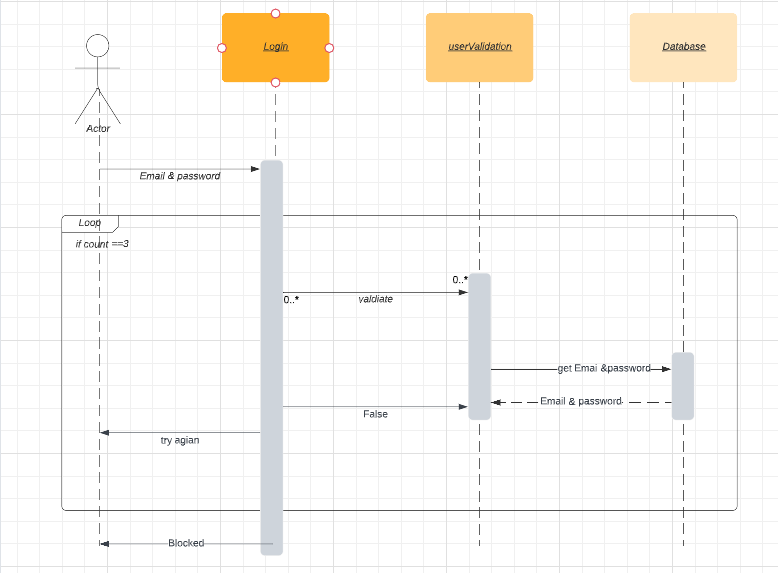 Login
userValidation
Database
Actor
Email & password
Loop
if count ==3
0..*
0..*
valdiate
get Emai &password
Email & password
False
try agian
Blocked